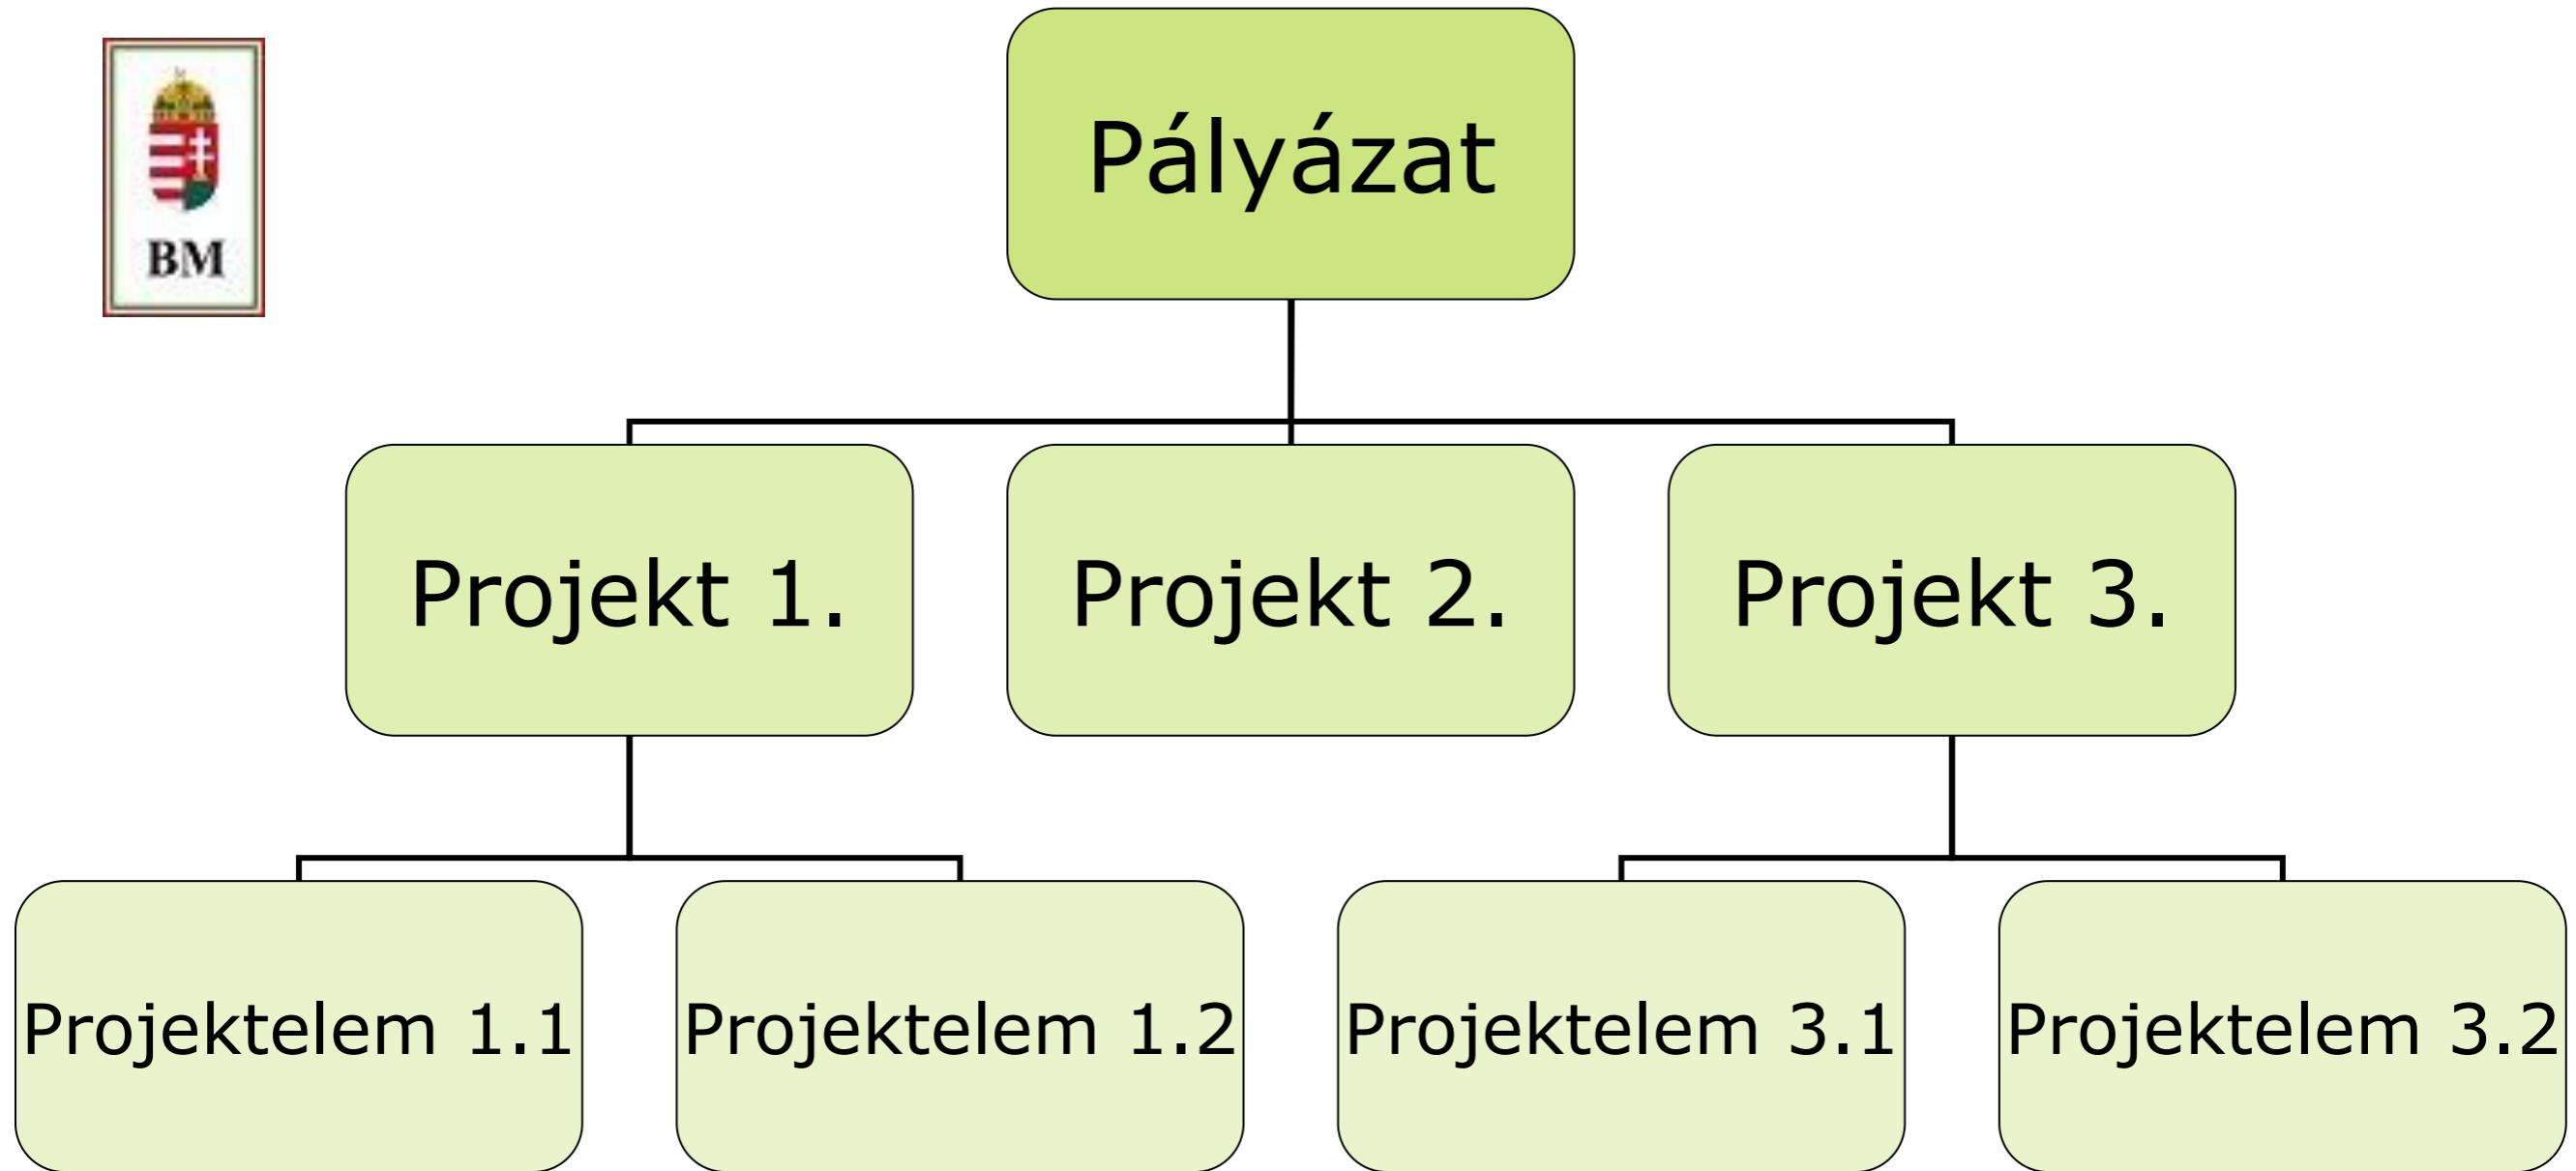 BM
Pályázat
Projekt 1.
Projekt 2.
Projekt 3.
Projektelem 1.1
Projektelem 1.2
Projektelem 3.1
Projektelem 3.2